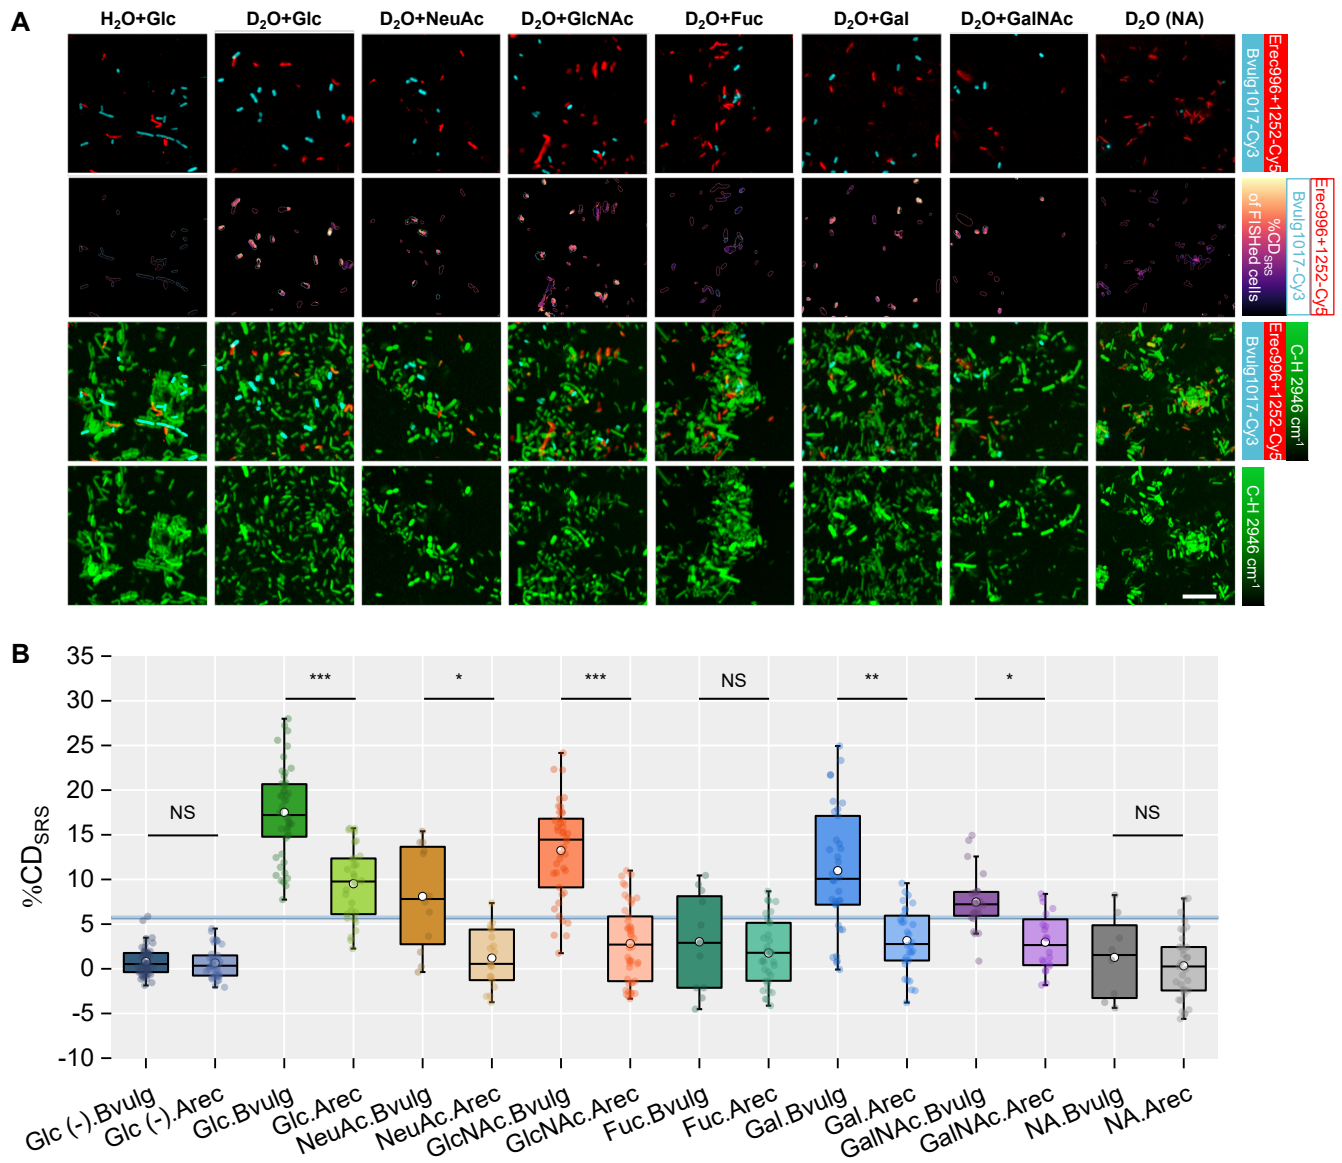 A
H₂O+Glc
D₂O+Glc
D₂O+NeuAc
D₂O+GlcNAc
D₂O+Fuc
D₂O+Gal
D₂O+GalNAc
D₂O (NA)
Erec996+1252-Cy5
Bvulg1017-Cy3
Erec996+1252-Cy5
Bvulg1017-Cy3
%CD_SRS
of FISHed cells
C-H 2946 cm⁻¹
Erec996+1252-Cy5
Bvulg1017-Cy3
C-H 2946 cm⁻¹
B
%CD_SRS
35
30
25
20
15
10
5
0
-5
-10
NS
***
*
***
NS
**
*
NS
Glc (-).Bvulg
Glc (-).Arec
Glc.Bvulg
Glc.Arec
NeuAc.Bvulg
NeuAc.Arec
GlcNAc.Bvulg
GlcNAc.Arec
Fuc.Bvulg
Fuc.Arec
Gal.Bvulg
Gal.Arec
GalNAc.Bvulg
GalNAc.Arec
NA.Bvulg
NA.Arec